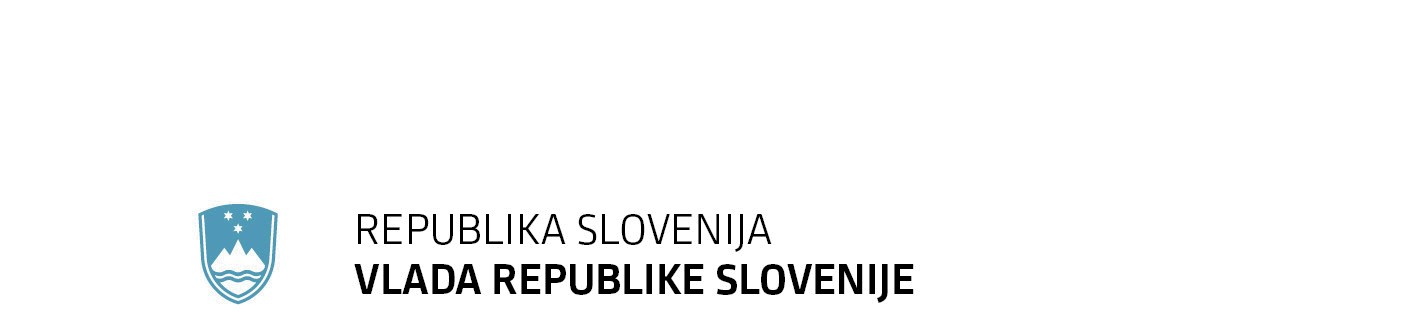 REPUBLIKA SLOVENIJA
VLADA REPUBLIKE SLOVENIJE